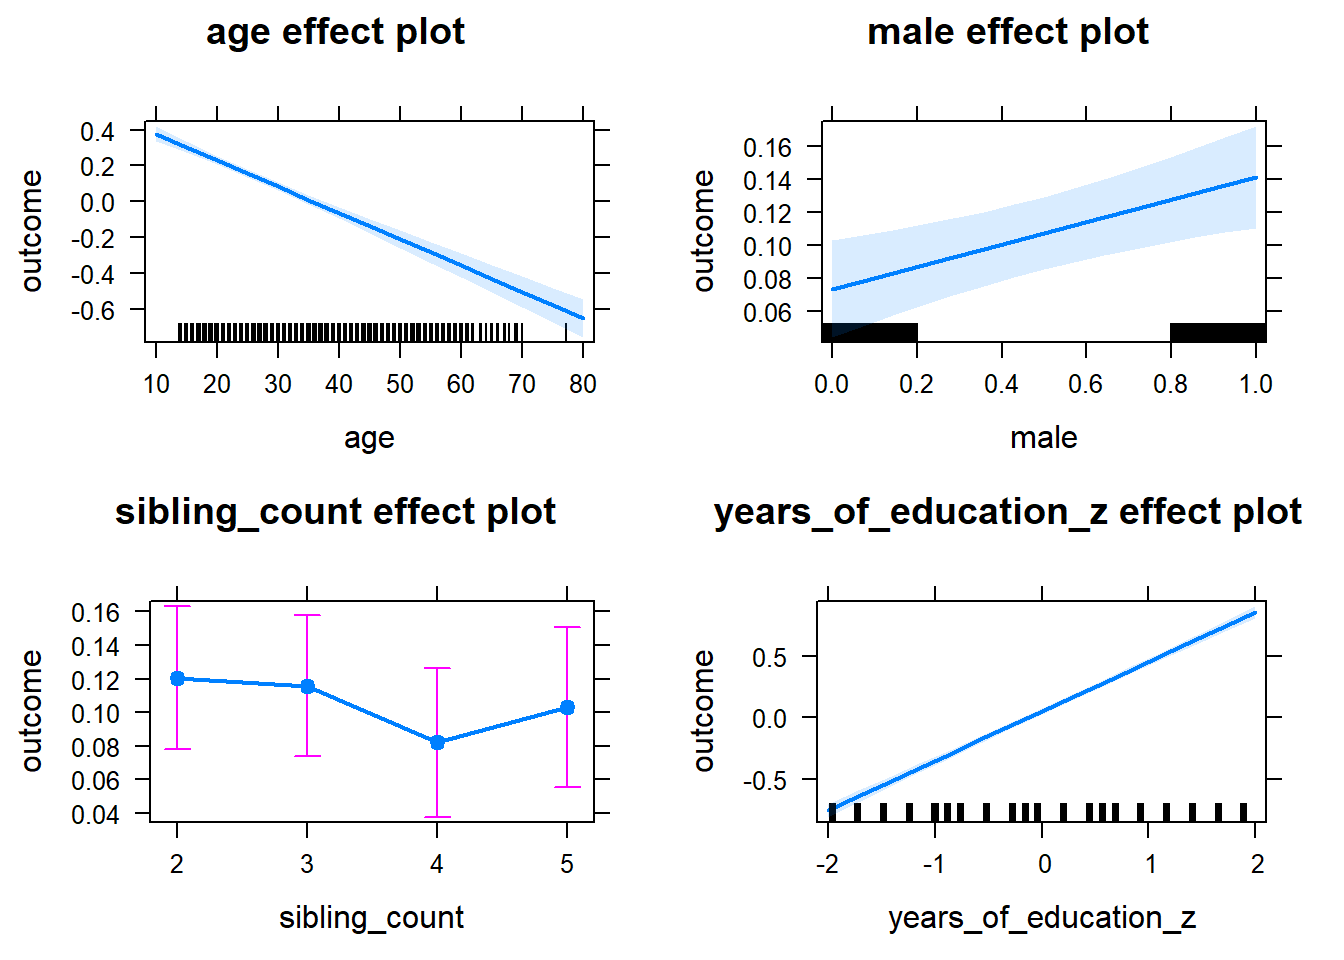 age effect plot
outcome
0.4
0.2
0.0
-0.2
-0.4
-0.6
10 20 30 40 50 60 70 80
age
male effect plot
outcome
0.16
0.14
0.12
0.10
0.08
0.06
0.0 0.2 0.4 0.6 0.8 1.0
male
sibling_count effect plot
outcome
0.16
0.14
0.12
0.10
0.08
0.06
0.04
2 3 4 5
sibling_count
years_of_education_z effect plot
outcome
0.5
0.0
-0.5
-2 -1 0 1 2
years_of_education_z